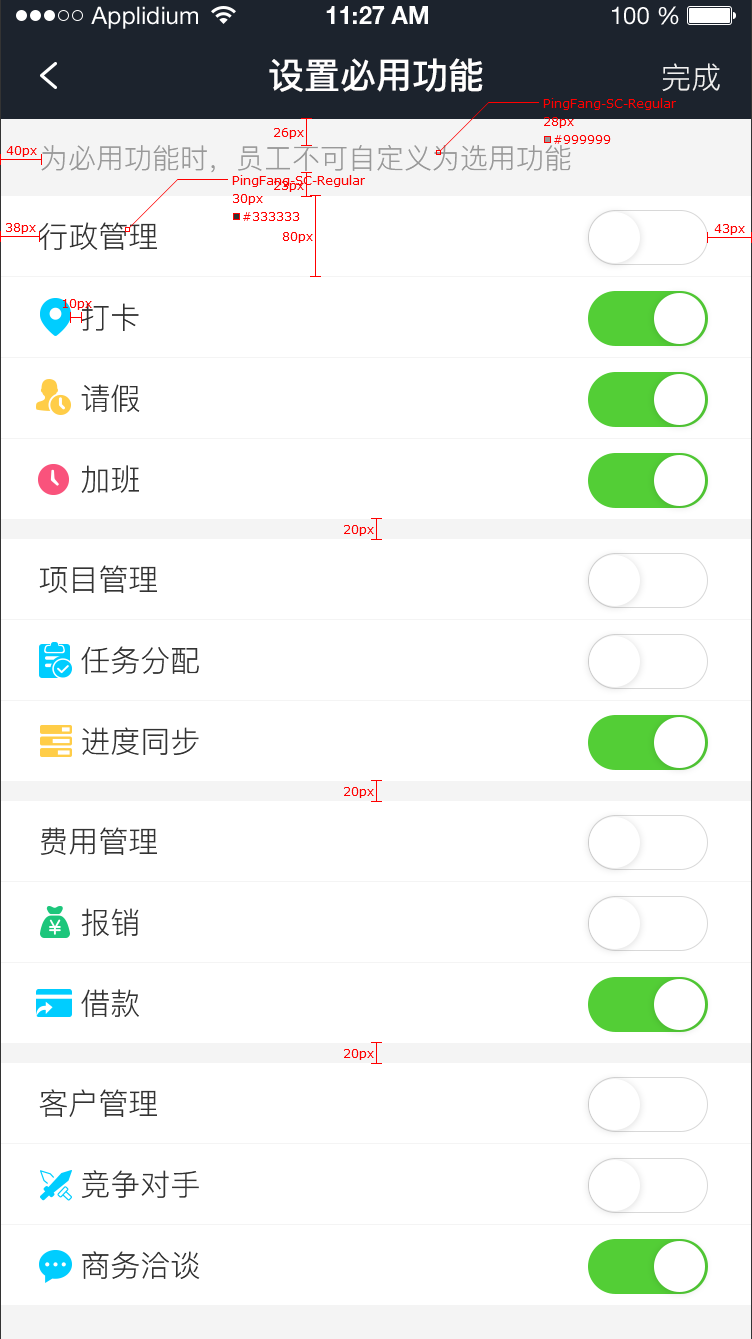 Applidium 11:27 AM 100 %
设置必用功能 完成
PingFang-SC-Regular
28px
#999999
26px
40px
为必用功能时，员工不可自定义为选用功能
23px
PingFang-SC-Regular
30px
#333333
38px
行政管理
80px
43px
10px
打卡
请假
加班
20px
项目管理
任务分配
进度同步
20px
费用管理
¥
报销
借款
20px
客户管理
竞争对手
商务洽谈